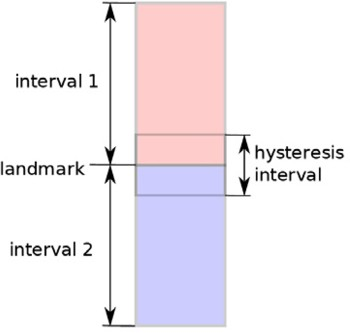 interval 1
hysteresis
interval
landmark
interval 2